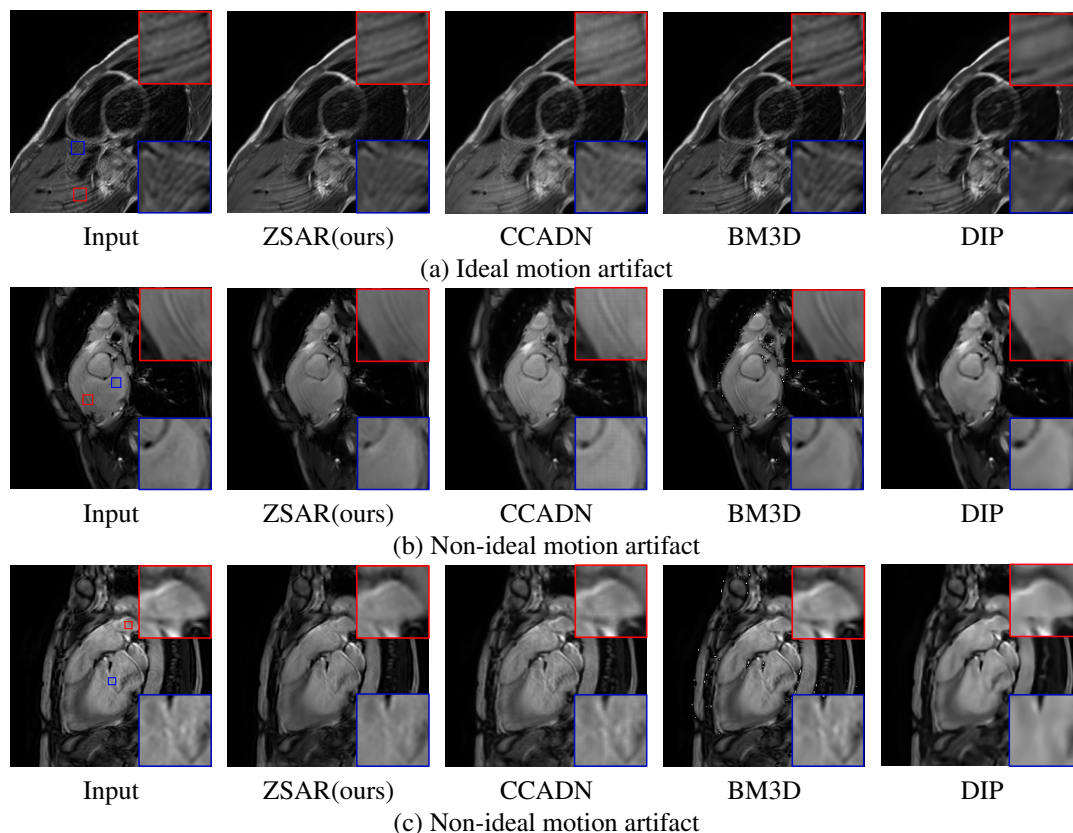 Input ZSAR(ours) CCADN BM3D DIP
(a) Ideal motion artifact
Input ZSAR(ours) CCADN BM3D DIP
(b) Non-ideal motion artifact
Input ZSAR(ours) CCADN BM3D DIP
(c) Non-ideal motion artifact